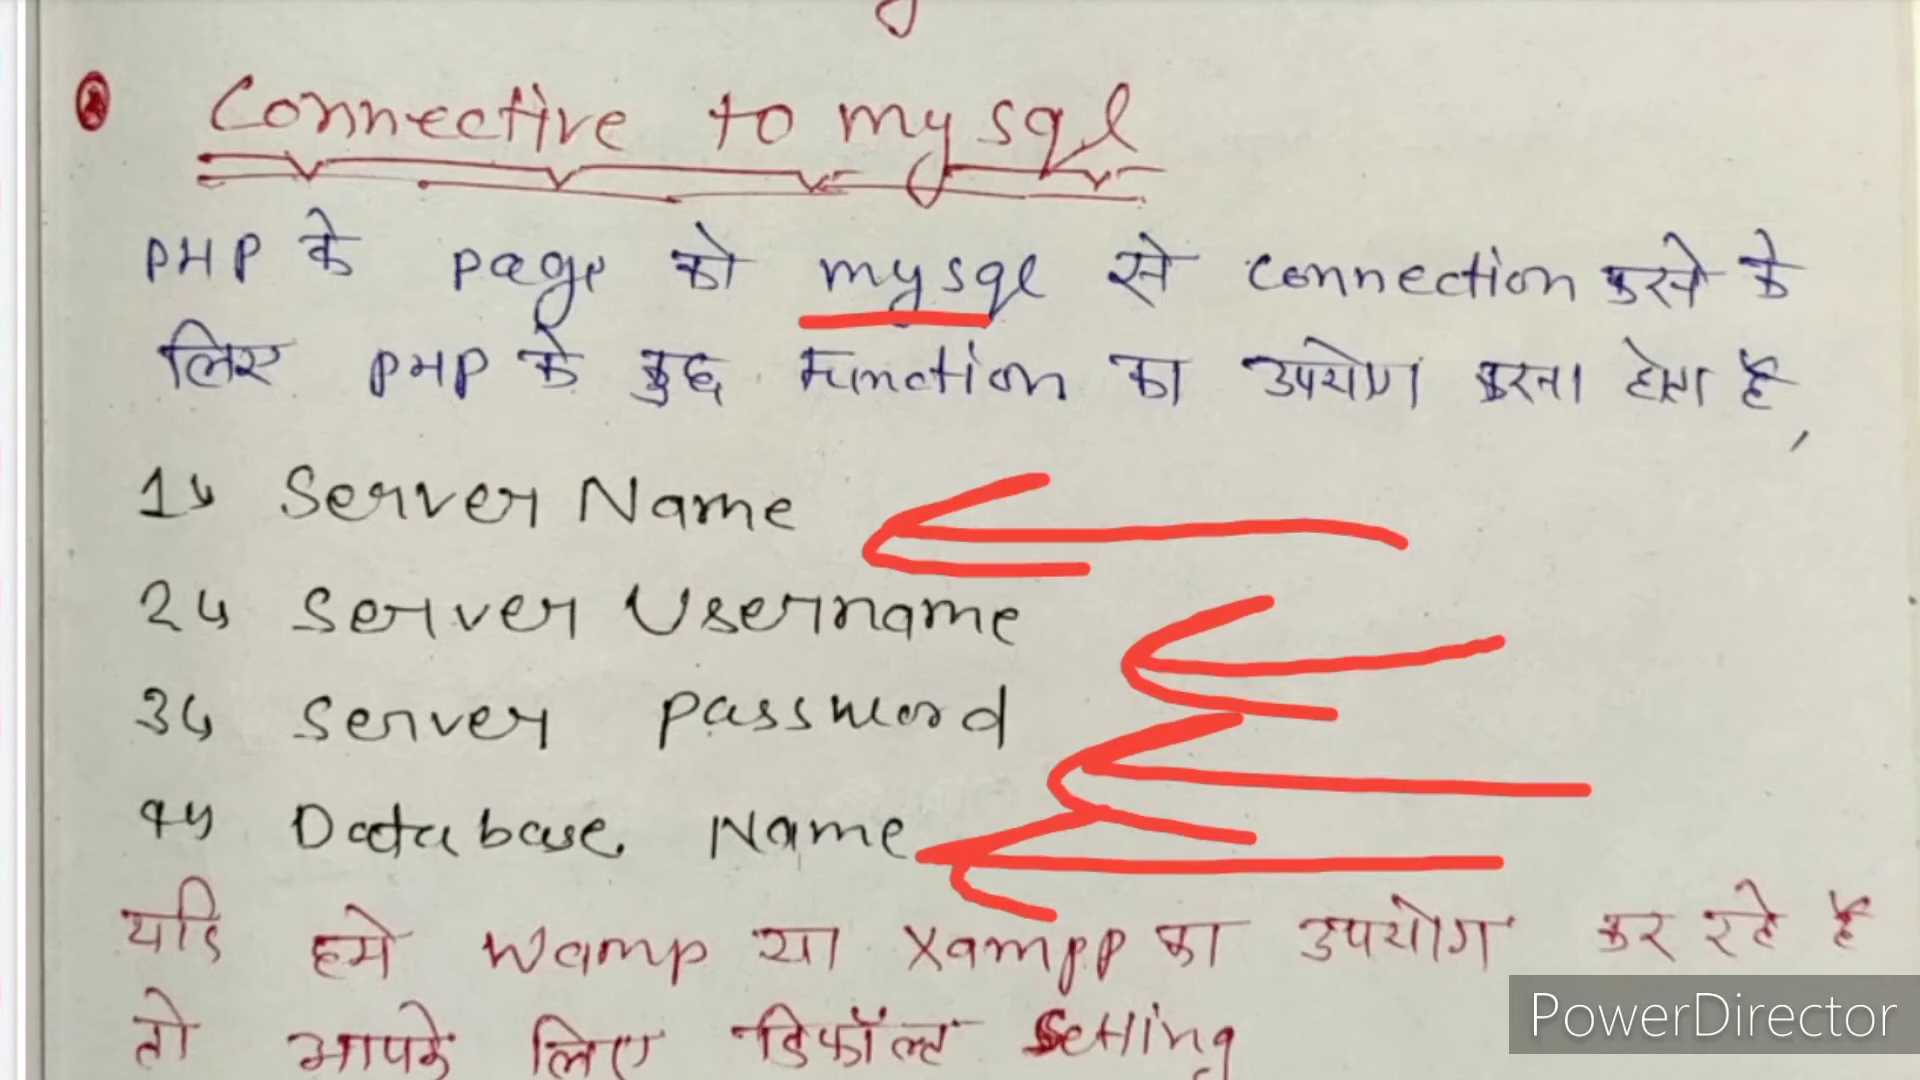 Connective to mysql
PHP के page को mysql से connection करने के
लिए PHP के कुछ Function का उपयोग करना होता है,
1) Server Name
2) Server Username
3) Server Password
4) Database Name
यदि हमे Wamp या Xampp का उपयोग कर रहे है
तो आपके लिए डिफॉल्ट Setting
PowerDirector